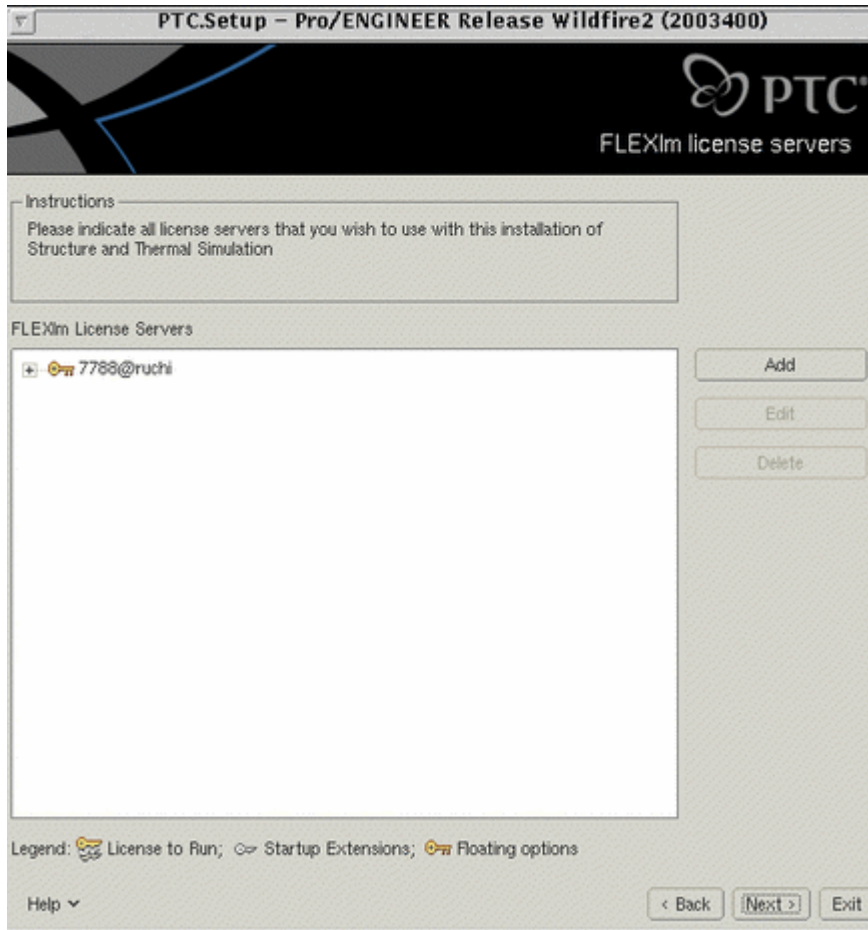 PTC.Setup – Pro/ENGINEER Release Wildfire2 (2003400)
PTC®
FLEXlm license servers
Instructions
Please indicate all license servers that you wish to use with this installation of
Structure and Thermal Simulation
FLEXlm License Servers
7788@ruchi
Add
Edit
Delete
Legend: License to Run; Startup Extensions; Floating options
Help
< Back Next > Exit